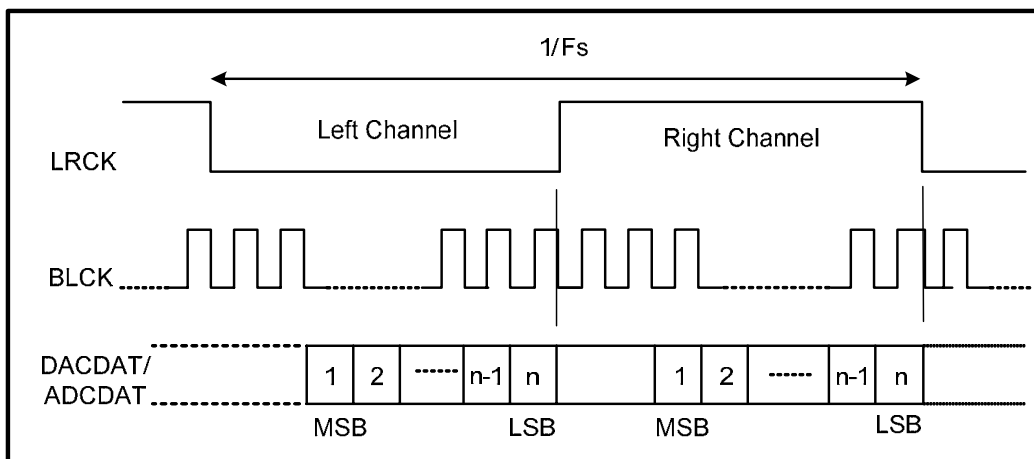 1/Fs
Left Channel
Right Channel
LRCK
BLCK
DACDAT/
ADCDAT
1 2 ...... n-1 n 1 2 ...... n-1 n
MSB LSB MSB LSB